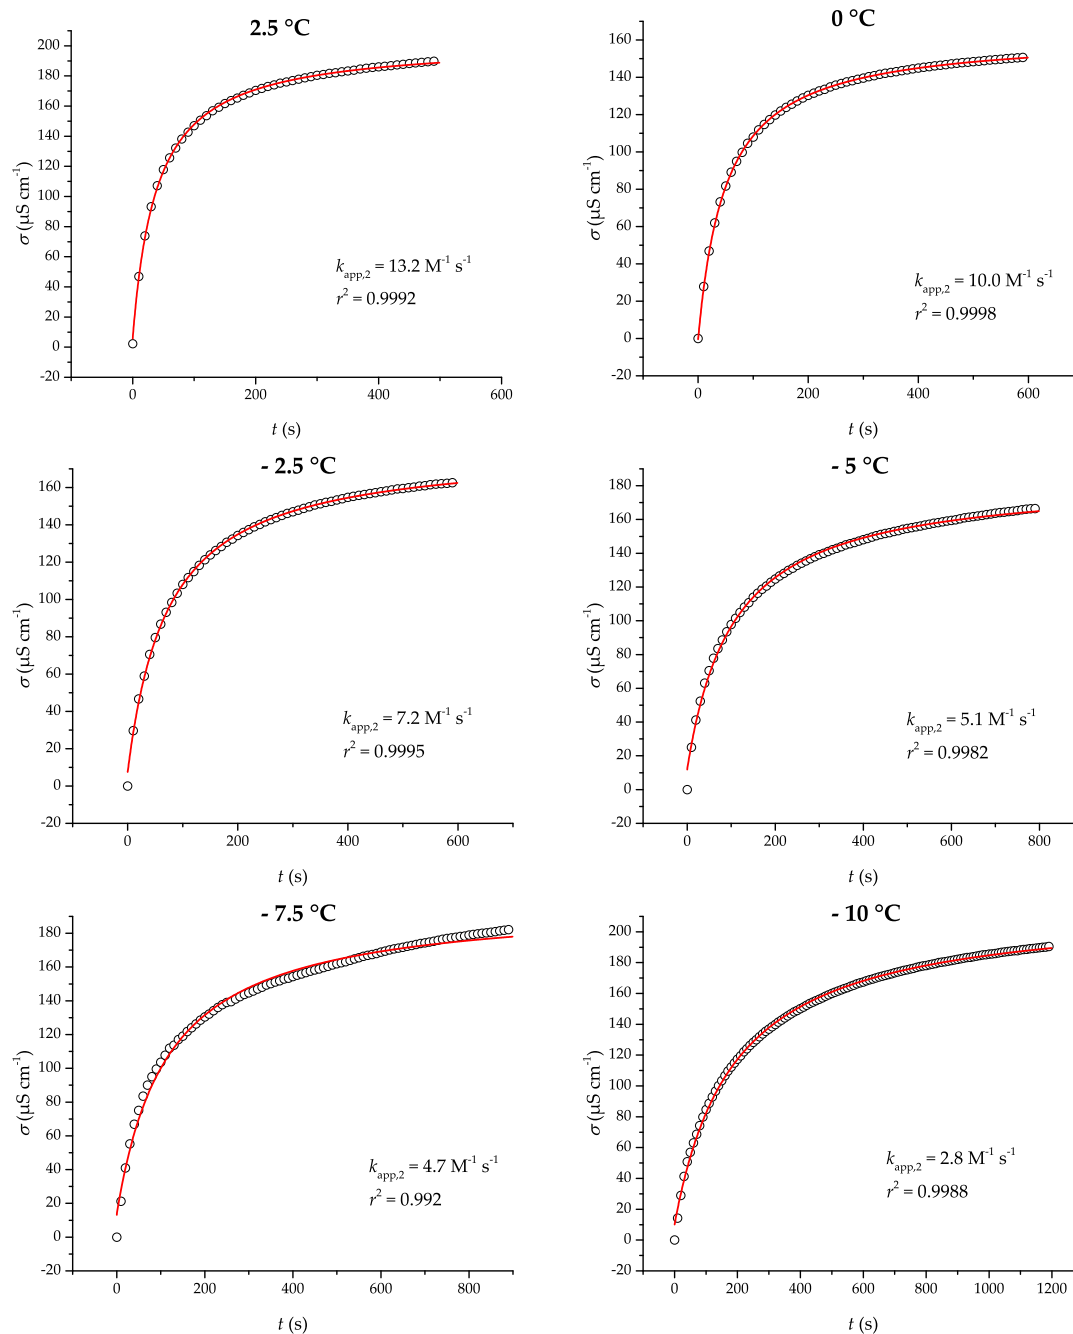 2.5 °C
200
180
160
140
120
100
80
60
40
20
0
-20
σ (µS cm⁻¹)
k_app,2 = 13.2 M⁻¹ s⁻¹
r² = 0.9992
0 200 400 600
t (s)
0 °C
160
140
120
100
80
60
40
20
0
-20
σ (µS cm⁻¹)
k_app,2 = 10.0 M⁻¹ s⁻¹
r² = 0.9998
0 200 400 600
t (s)
- 2.5 °C
160
140
120
100
80
60
40
20
0
-20
σ (µS cm⁻¹)
k_app,2 = 7.2 M⁻¹ s⁻¹
r² = 0.9995
0 200 400 600
t (s)
- 5 °C
180
160
140
120
100
80
60
40
20
0
-20
σ (µS cm⁻¹)
k_app,2 = 5.1 M⁻¹ s⁻¹
r² = 0.9982
0 200 400 600 800
t (s)
- 7.5 °C
180
160
140
120
100
80
60
40
20
0
-20
σ (µS cm⁻¹)
k_app,2 = 4.7 M⁻¹ s⁻¹
r² = 0.992
0 200 400 600 800
t (s)
- 10 °C
200
180
160
140
120
100
80
60
40
20
0
-20
σ (µS cm⁻¹)
k_app,2 = 2.8 M⁻¹ s⁻¹
r² = 0.9988
0 200 400 600 800 1000 1200
t (s)